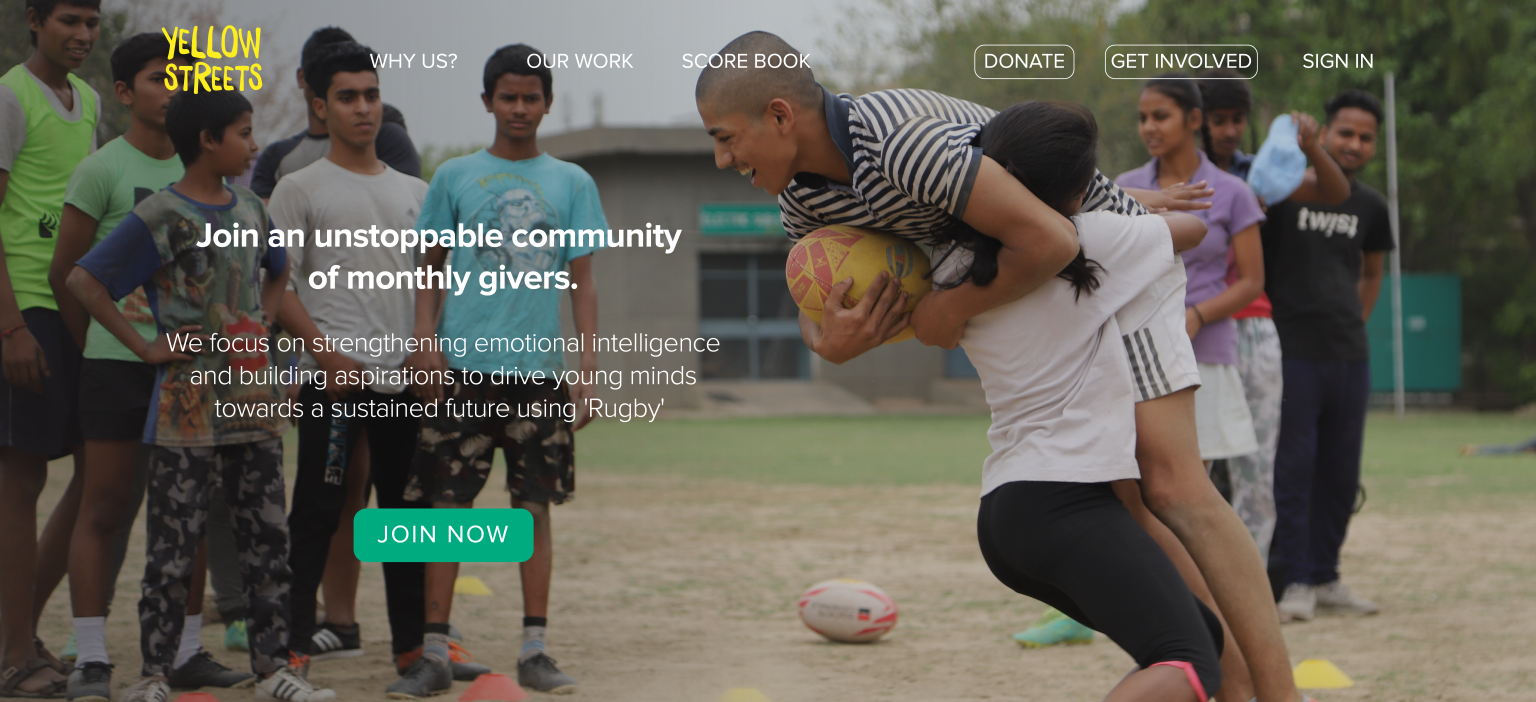 YELLOW
STREETS
WHY US?
OUR WORK
SCORE BOOK
DONATE
GET INVOLVED
SIGN IN
twist
Join an unstoppable community
of monthly givers.
We focus on strengthening emotional intelligence
and building aspirations to drive young minds
towards a sustained future using 'Rugby'
JOIN NOW